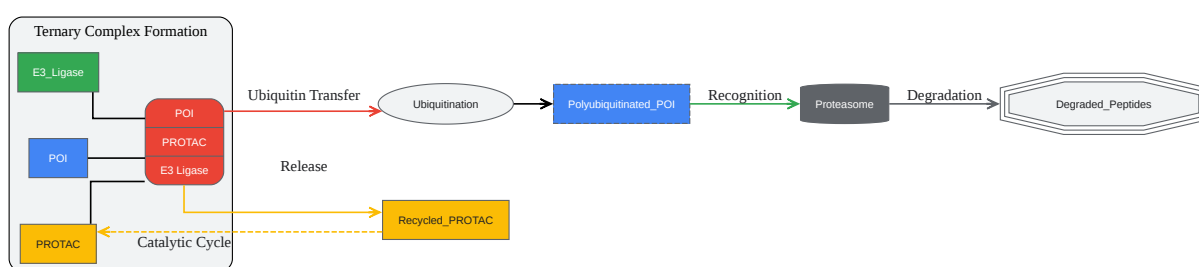 Ternary Complex Formation
E3_Ligase
POI
PROTAC
E3 Ligase
POI
PROTAC
Ubiquitin Transfer
Ubiquitination
Polyubiquitinated_POI
Recognition
Proteasome
Degradation
Degraded_Peptides
Release
Recycled_PROTAC
Catalytic Cycle